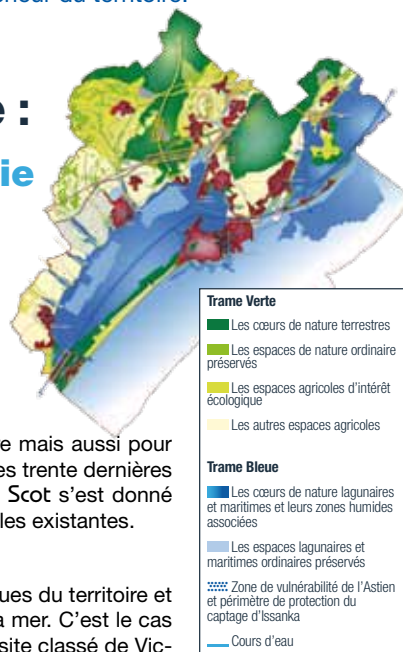 érieur du territoire.
e :
ie
Trame Verte
Les cœurs de nature terrestres
Les espaces de nature ordinaire
préservés
Les espaces agricoles d'intérêt
écologique
Les autres espaces agricoles
Trame Bleue
Les cœurs de nature lagunaires
et maritimes et leurs zones humides
associées
Les espaces lagunaires et
maritimes ordinaires préservés
Zone de vulnérabilité de l'Astien
et périmètre de protection du
captage d'Issanka
Cours d'eau
re mais aussi pour
es trente dernières
Scot s'est donné
les existantes.
ues du territoire et
a mer. C'est le cas
site classé de Vic-